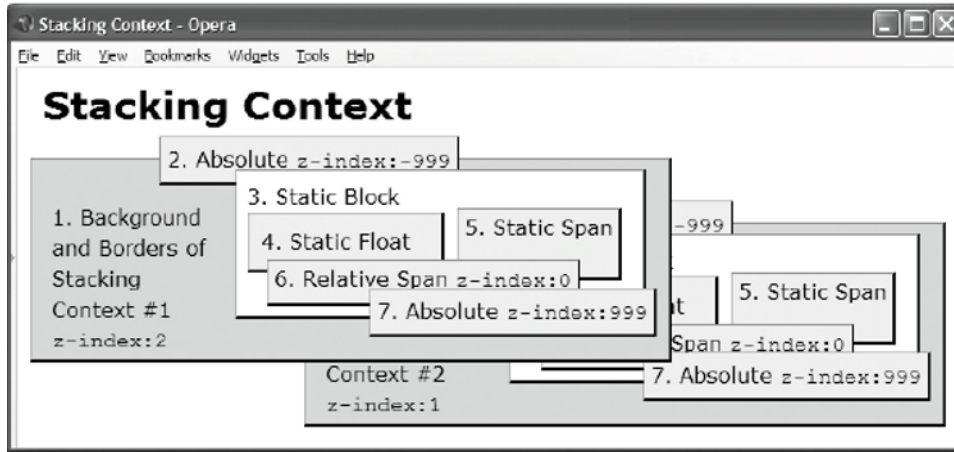 Stacking Context - Opera
File Edit View Bookmarks Widgets Tools Help
Stacking Context
2. Absolute z-index:-999
3. Static Block
1. Background
and Borders of
Stacking
Context #1
z-index:2
4. Static Float
5. Static Span
6. Relative Span z-index:0
7. Absolute z-index:999
-999
5. Static Span
Span z-index:0
7. Absolute z-index:999
Context #2
z-index:1